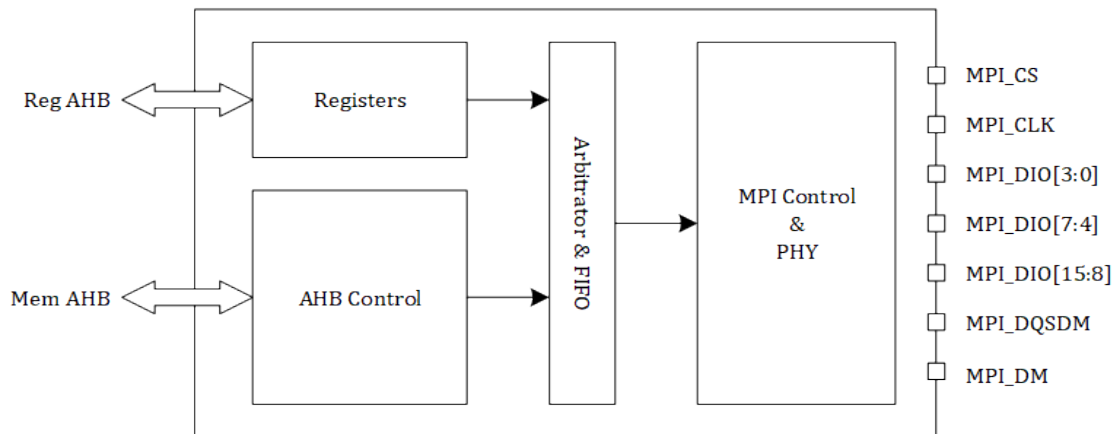 Reg AHB
Registers
Mem AHB
AHB Control
Arbitrator & FIFO
MPI Control
&
PHY
MPI_CS
MPI_CLK
MPI_DIO[3:0]
MPI_DIO[7:4]
MPI_DIO[15:8]
MPI_DQSDM
MPI_DM